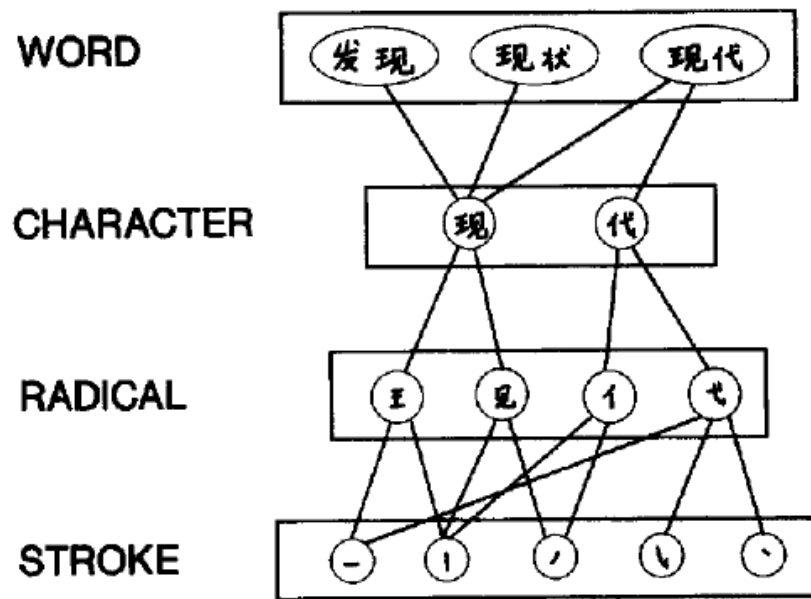 WORD 发现 现状 现代
CHARACTER 现 代
RADICAL 王 见 亻 弋
STROKE 一 丨 丿 ㇂ 丶